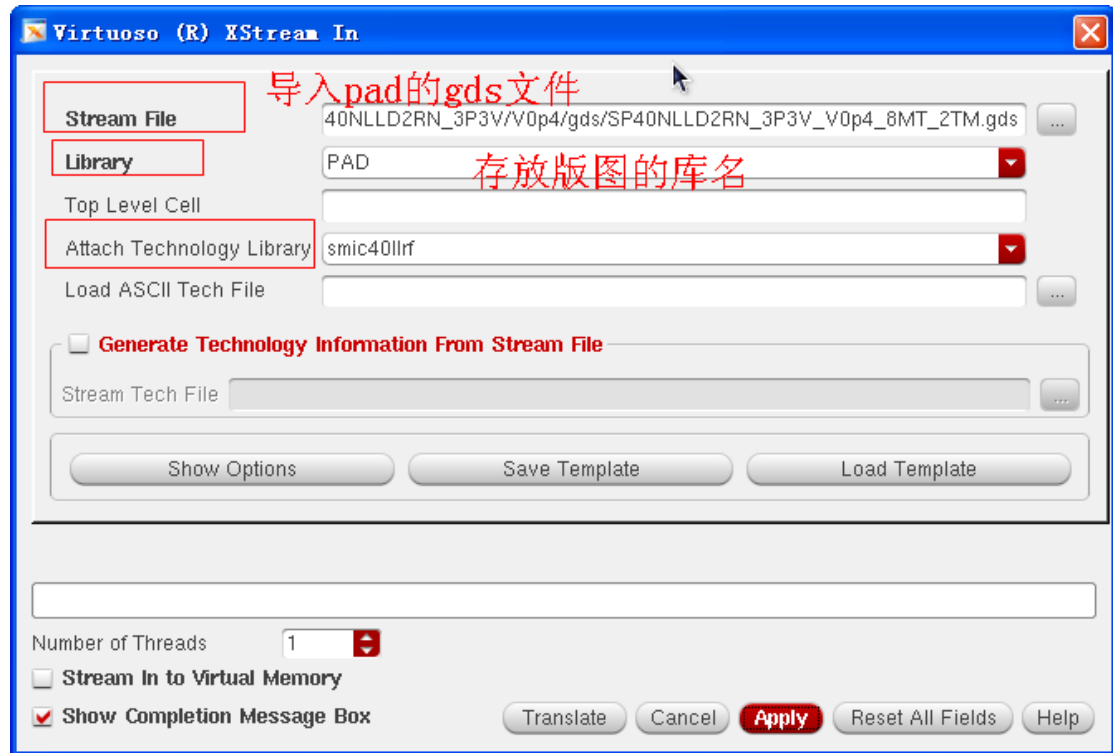 Virtuoso (R) XStream In
导入pad的gds文件
Stream File 40NLLD2RN_3P3V/V0p4/gds/SP40NLLD2RN_3P3V_V0p4_8MT_2TM.gds ...
Library PAD 存放版图的库名
Top Level Cell
Attach Technology Library smic40llrf
Load ASCII Tech File ...
Generate Technology Information From Stream File
Stream Tech File ...
Show Options Save Template Load Template
Number of Threads 1
Stream In to Virtual Memory
Show Completion Message Box Translate Cancel Apply Reset All Fields Help